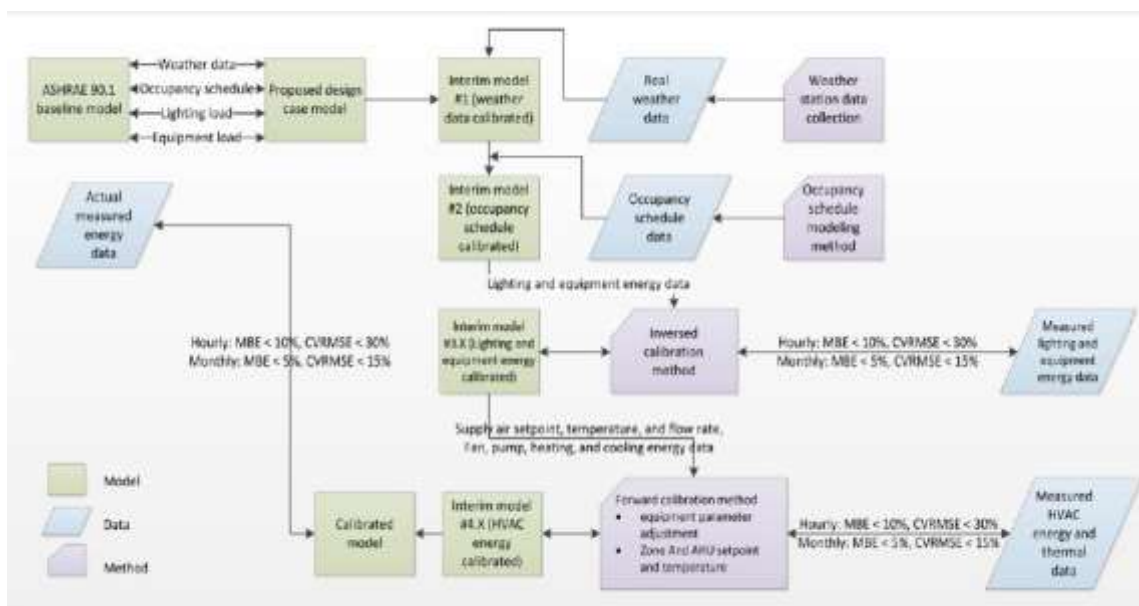 Weather data
Occupancy schedule
Lighting load
Equipment load
ASHRAE 90.1
baseline model
Proposed design
case model
Interim model
#1 (weather
data calibrated)
Real
weather
data
Weather
station data
collection
Actual
measured
energy
data
Interim model
#2 (occupancy
schedule
calibrated)
Occupancy
schedule
data
Occupancy
schedule
modeling
method
Lighting and equipment energy data
Hourly: MBE < 10%, CVRMSE < 30%
Monthly: MBE < 5%, CVRMSE < 15%
Interim model
#3.X (Lighting and
equipment energy
calibrated)
Inversed
calibration
method
Hourly: MBE < 10%, CVRMSE < 30%
Monthly: MBE < 5%, CVRMSE < 15%
Measured
lighting and
equipment
energy data
Supply air setpoint, temperature, and flow rate,
Fan, pump, heating, and cooling energy data
Model
Data
Method
Calibrated
model
Interim model
#4.X (HVAC
energy
calibrated)
Forward calibration method
• equipment parameter
adjustment
• Zone And AHU setpoint
and temperature
Hourly: MBE < 10%, CVRMSE < 30%
Monthly: MBE < 5%, CVRMSE < 15%
Measured
HVAC
energy and
thermal
data